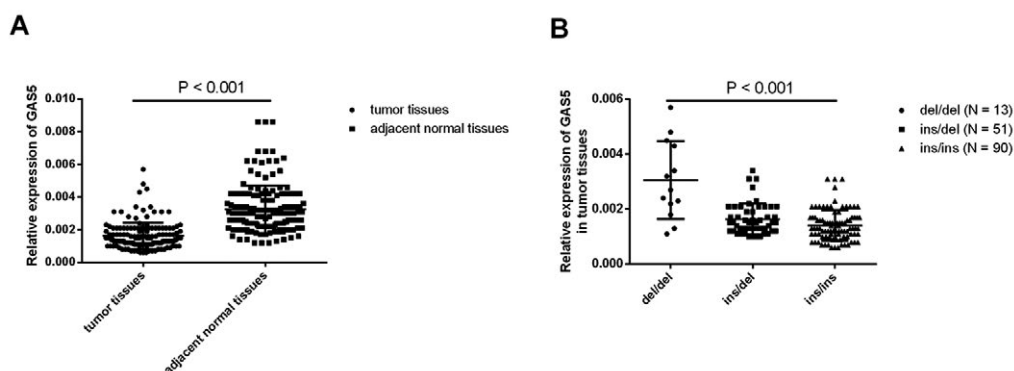 A
P < 0.001
Relative expression of GAS5
0.010
0.008
0.006
0.004
0.002
0.000
tumor tissues
adjacent normal tissues
tumor tissues
adjacent normal tissues
B
P < 0.001
Relative expression of GAS5
in tumor tissues
0.006
0.004
0.002
0.000
del/del
ins/del
ins/ins
del/del (N = 13)
ins/del (N = 51)
ins/ins (N = 90)